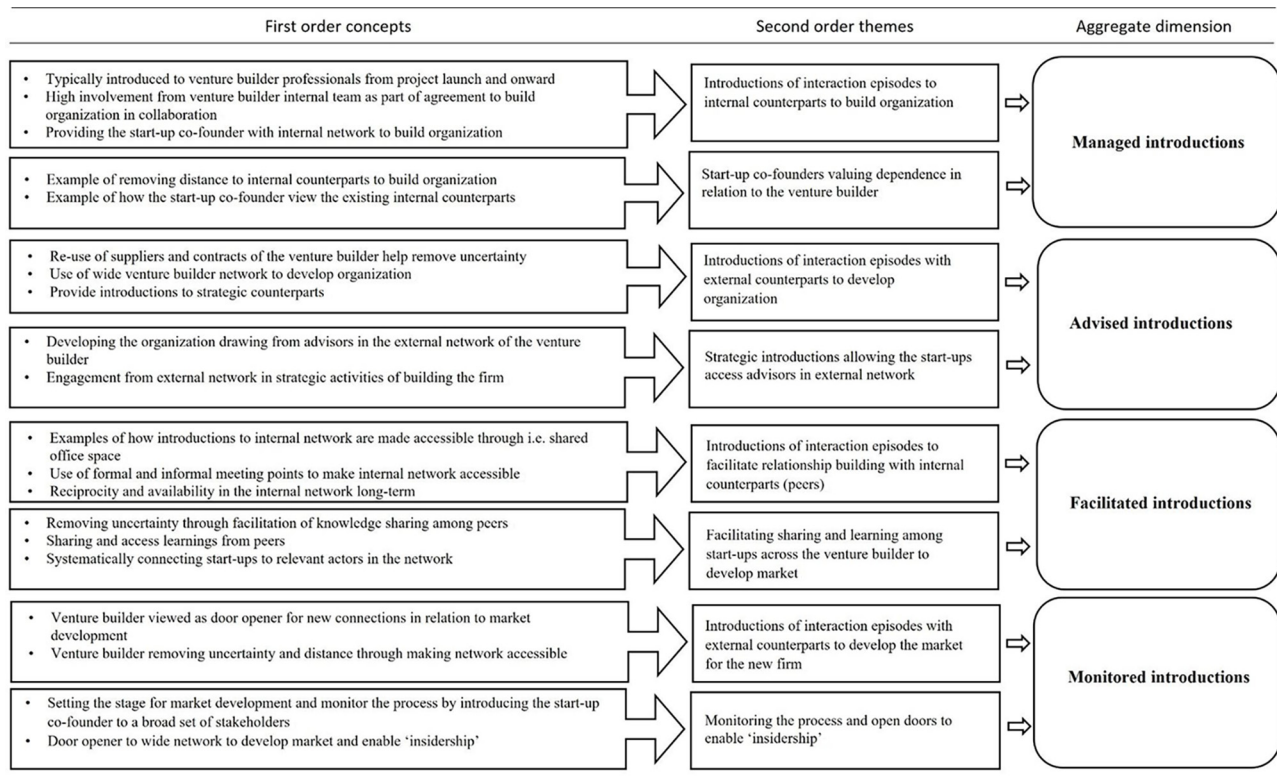 First order concepts
Second order themes
Aggregate dimension
• Typically introduced to venture builder professionals from project launch and onward
• High involvement from venture builder internal team as part of agreement to build
organization in collaboration
• Providing the start-up co-founder with internal network to build organization
Introductions of interaction episodes to
internal counterparts to build organization
Managed introductions
• Example of removing distance to internal counterparts to build organization
• Example of how the start-up co-founder view the existing internal counterparts
Start-up co-founders valuing dependence in
relation to the venture builder
• Re-use of suppliers and contracts of the venture builder help remove uncertainty
• Use of wide venture builder network to develop organization
• Provide introductions to strategic counterparts
Introductions of interaction episodes with
external counterparts to develop
organization
Advised introductions
• Developing the organization drawing from advisors in the external network of the venture
builder
• Engagement from external network in strategic activities of building the firm
Strategic introductions allowing the start-ups
access advisors in external network
• Examples of how introductions to internal network are made accessible through i.e. shared
office space
• Use of formal and informal meeting points to make internal network accessible
• Reciprocity and availability in the internal network long-term
Introductions of interaction episodes to
facilitate relationship building with internal
counterparts (peers)
Facilitated introductions
• Removing uncertainty through facilitation of knowledge sharing among peers
• Sharing and access learnings from peers
• Systematically connecting start-ups to relevant actors in the network
Facilitating sharing and learning among
start-ups across the venture builder to
develop market
• Venture builder viewed as door opener for new connections in relation to market
development
• Venture builder removing uncertainty and distance through making network accessible
Introductions of interaction episodes with
external counterparts to develop the market
for the new firm
Monitored introductions
• Setting the stage for market development and monitor the process by introducing the start-up
co-founder to a broad set of stakeholders
• Door opener to wide network to develop market and enable ‘insidership’
Monitoring the process and open doors to
enable ‘insidership’